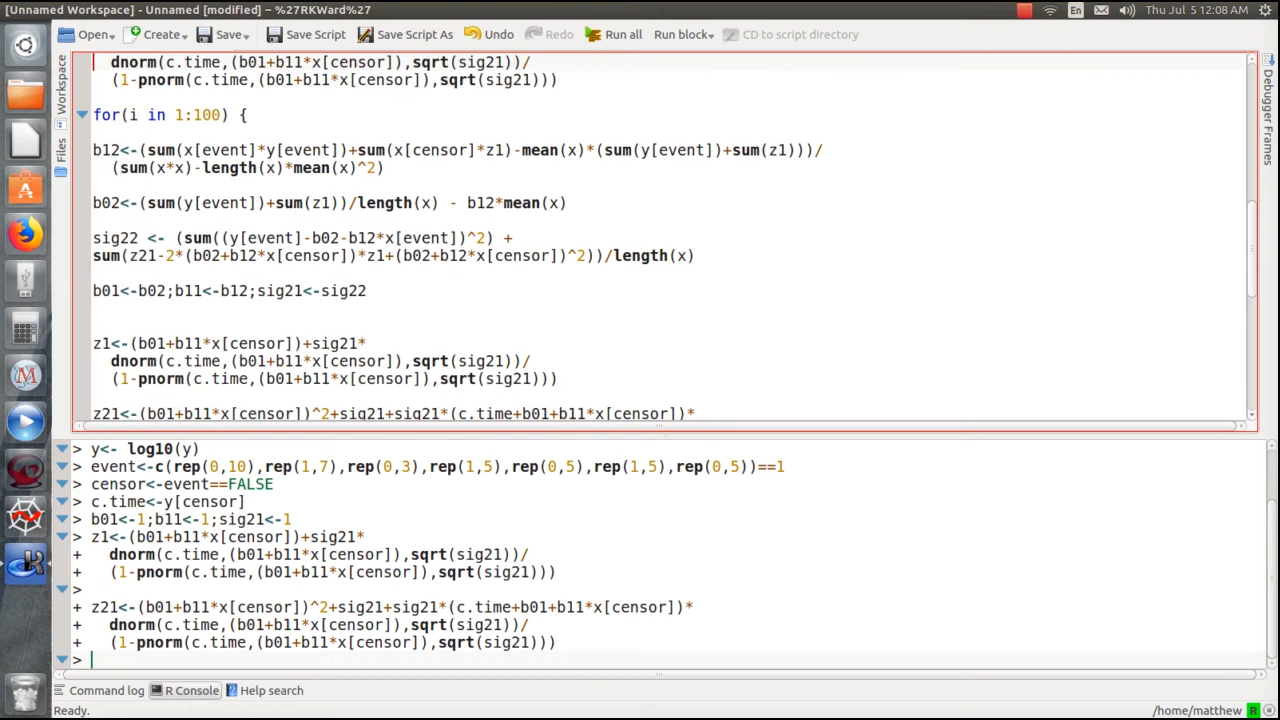 [Unnamed Workspace] - Unnamed [modified] – %27RKWard%27
En
Thu Jul 5 12:08 AM
Open
Create
Save
Save Script
Save Script As
Undo
Redo
Run all
Run block
CD to script directory
Workspace
Files
Debugger Frames
dnorm(c.time,(b01+b11*x[censor]),sqrt(sig21))/
(1-pnorm(c.time,(b01+b11*x[censor]),sqrt(sig21)))
for(i in 1:100) {
b12<-(sum(x[event]*y[event])+sum(x[censor]*z1)-mean(x)*(sum(y[event])+sum(z1)))/
(sum(x*x)-length(x)*mean(x)^2)
b02<-(sum(y[event])+sum(z1))/length(x) - b12*mean(x)
sig22 <- (sum((y[event]-b02-b12*x[event])^2) +
sum(z21-2*(b02+b12*x[censor])*z1+(b02+b12*x[censor])^2))/length(x)
b01<-b02;b11<-b12;sig21<-sig22
z1<-(b01+b11*x[censor])+sig21*
dnorm(c.time,(b01+b11*x[censor]),sqrt(sig21))/
(1-pnorm(c.time,(b01+b11*x[censor]),sqrt(sig21)))
z21<-(b01+b11*x[censor])^2+sig21+sig21*(c.time+b01+b11*x[censor])*
> y<- log10(y)
> event<-c(rep(0,10),rep(1,7),rep(0,3),rep(1,5),rep(0,5),rep(1,5),rep(0,5))==1
> censor<-event==FALSE
> c.time<-y[censor]
> b01<-1;b11<-1;sig21<-1
> z1<-(b01+b11*x[censor])+sig21*
+ dnorm(c.time,(b01+b11*x[censor]),sqrt(sig21))/
+ (1-pnorm(c.time,(b01+b11*x[censor]),sqrt(sig21)))
>
+ z21<-(b01+b11*x[censor])^2+sig21+sig21*(c.time+b01+b11*x[censor])*
+ dnorm(c.time,(b01+b11*x[censor]),sqrt(sig21))/
+ (1-pnorm(c.time,(b01+b11*x[censor]),sqrt(sig21)))
>
Command log
R Console
Help search
Ready.
/home/matthew
R